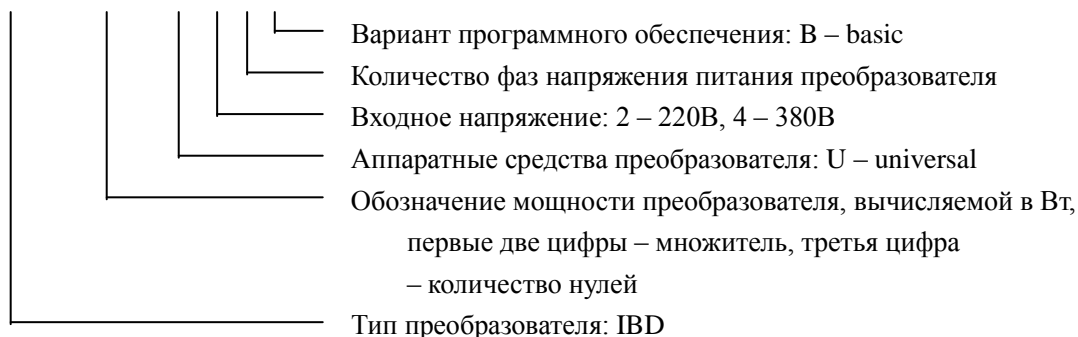 Вариант программного обеспечения: B – basic
Количество фаз напряжения питания преобразователя
Входное напряжение: 2 – 220В, 4 – 380В
Аппаратные средства преобразователя: U – universal
Обозначение мощности преобразователя, вычисляемой в Вт,
первые две цифры – множитель, третья цифра
– количество нулей
Тип преобразователя: IBD